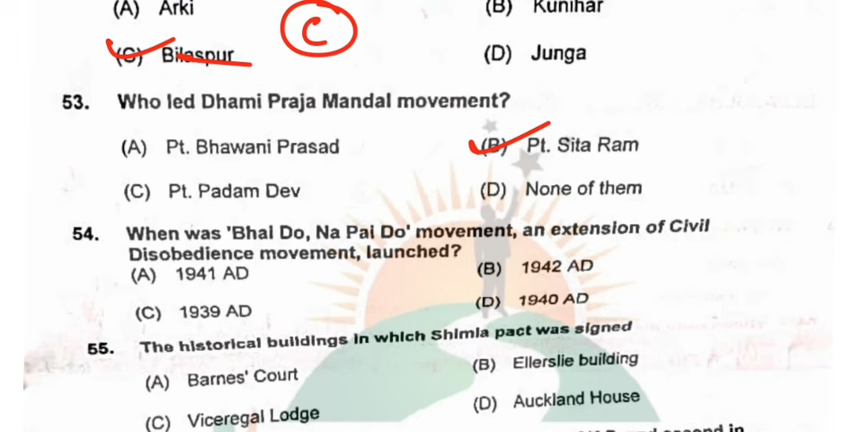 (A) Arki (B) Kunihar
C
(C) Bilaspur (D) Junga
53. Who led Dhami Praja Mandal movement?
(A) Pt. Bhawani Prasad (B) Pt. Sita Ram
(C) Pt. Padam Dev (D) None of them
54. When was 'Bhai Do, Na Pai Do' movement, an extension of Civil
Disobedience movement, launched?
(A) 1941 AD (B) 1942 AD
(C) 1939 AD (D) 1940 AD
55. The historical buildings in which Shimla pact was signed
(A) Barnes' Court (B) Ellerslie building
(C) Viceregal Lodge (D) Auckland House
second in